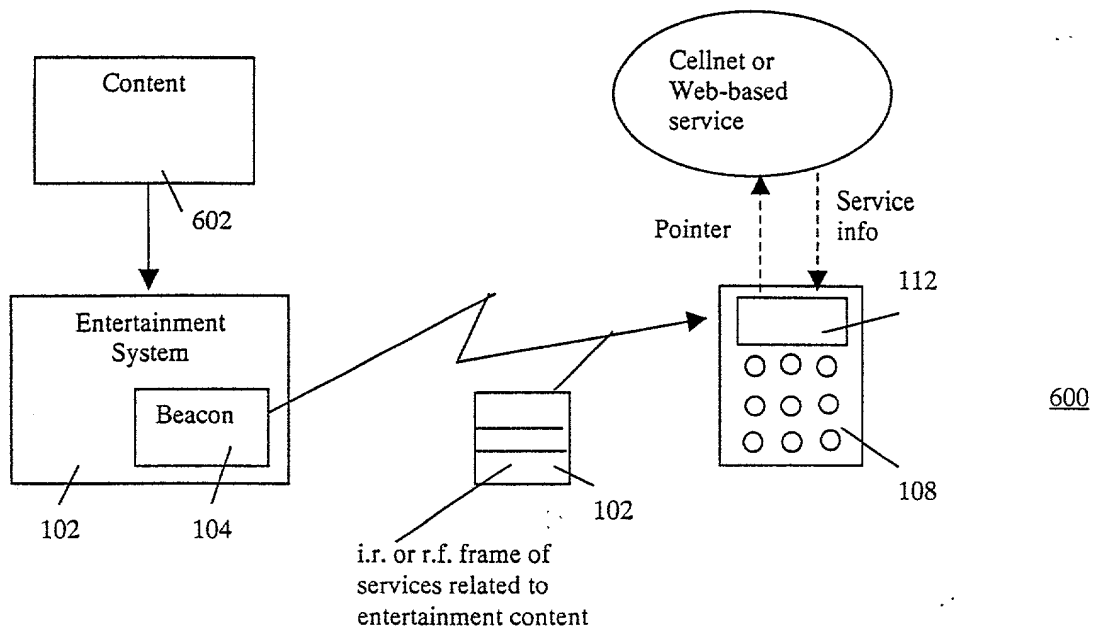 Content
602
Entertainment
System
Beacon
102
104
Cellnet or
Web-based
service
Pointer
Service
info
112
108
102
i.r. or r.f. frame of
services related to
entertainment content
600